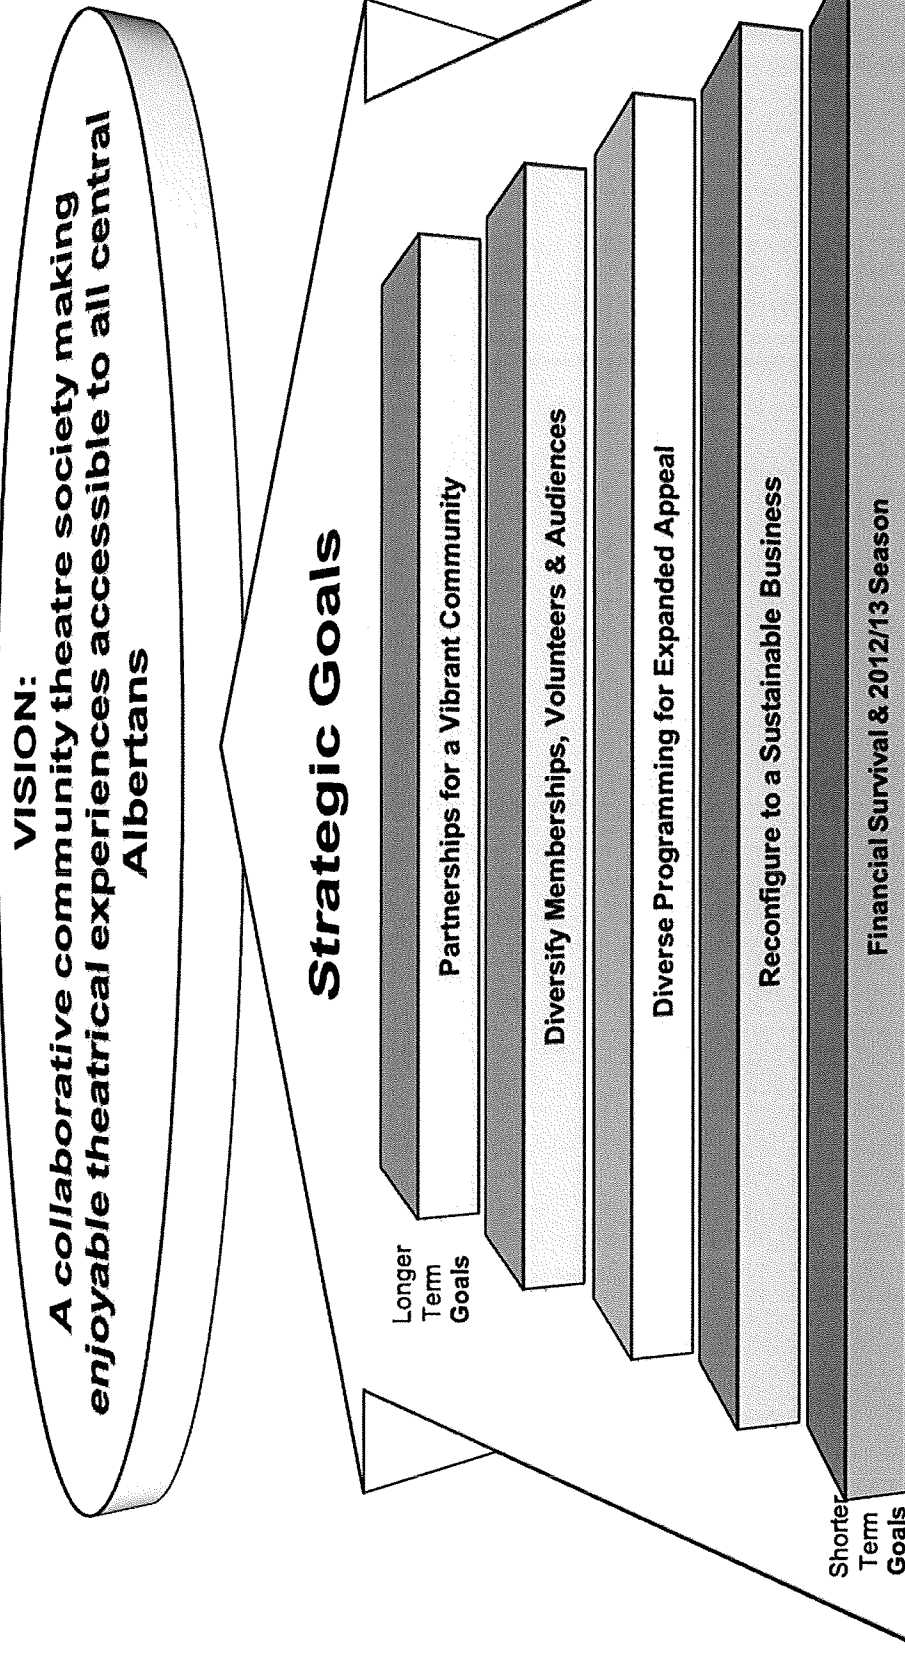 VISION:
A collaborative community theatre society making
enjoyable theatrical experiences accessible to all central
Albertans
Strategic Goals
Longer
Term
Goals
Partnerships for a Vibrant Community
Diversify Memberships, Volunteers & Audiences
Diverse Programming for Expanded Appeal
Reconfigure to a Sustainable Business
Shorter
Term
Goals
Financial Survival & 2012/13 Season